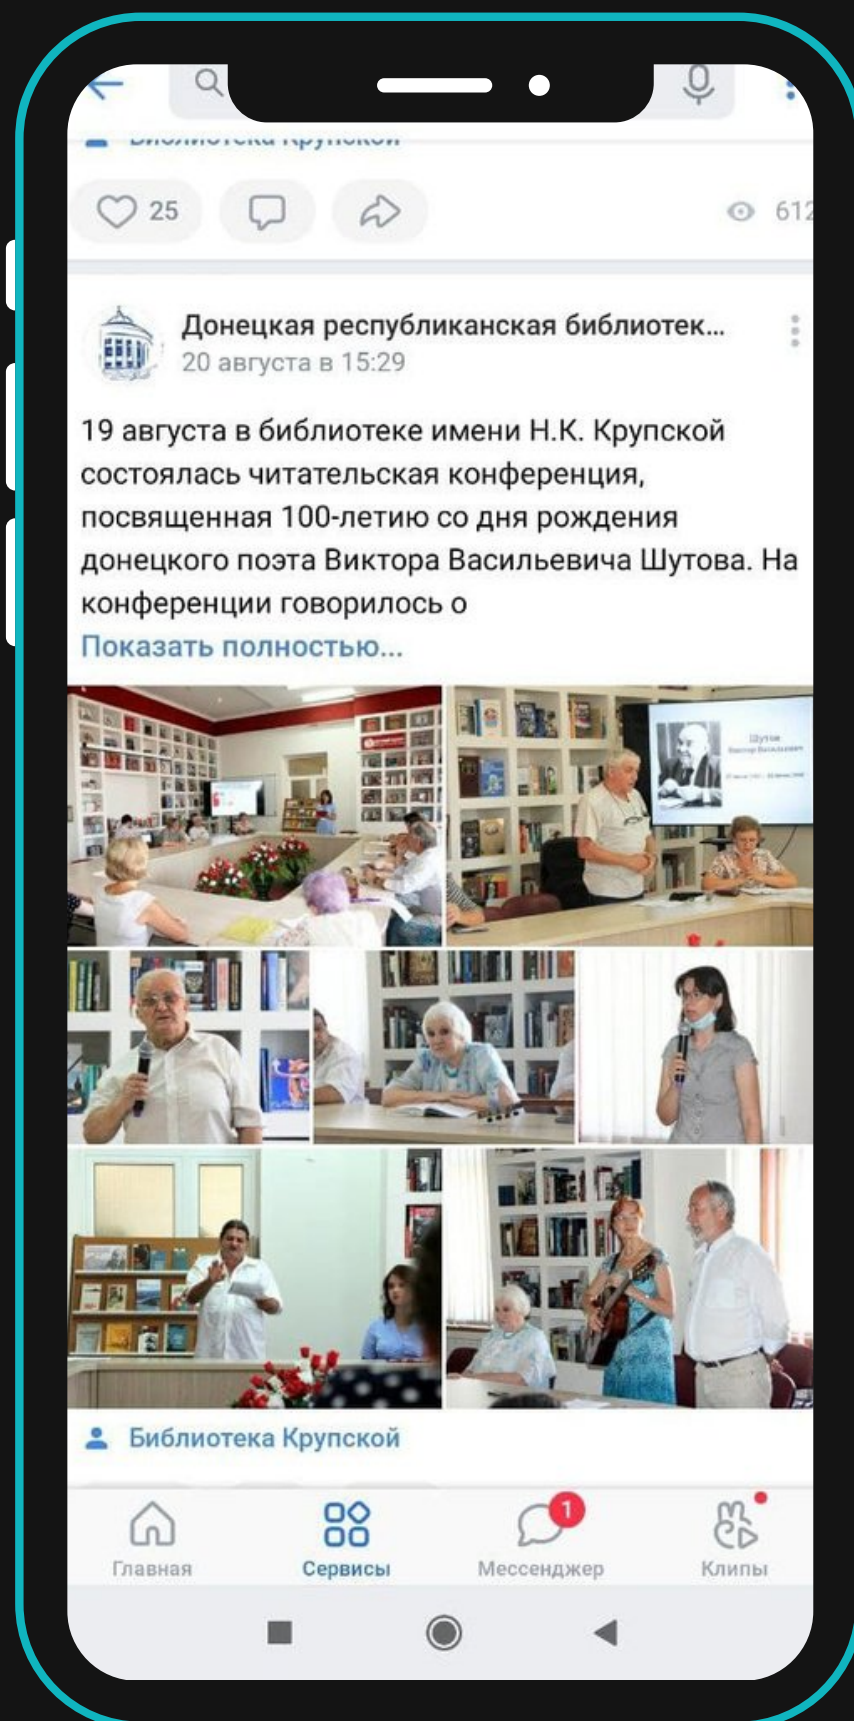 25
612
Донецкая республиканская библиотек...
20 августа в 15:29
19 августа в библиотеке имени Н.К. Крупской
состоялась читательская конференция,
посвященная 100-летию со дня рождения
донецкого поэта Виктора Васильевича Шутова. На
конференции говорилось о
Показать полностью...
Шутов
Виктор Васильевич
Библиотека Крупской
1
Главная
Сервисы
Мессенджер
Клипы